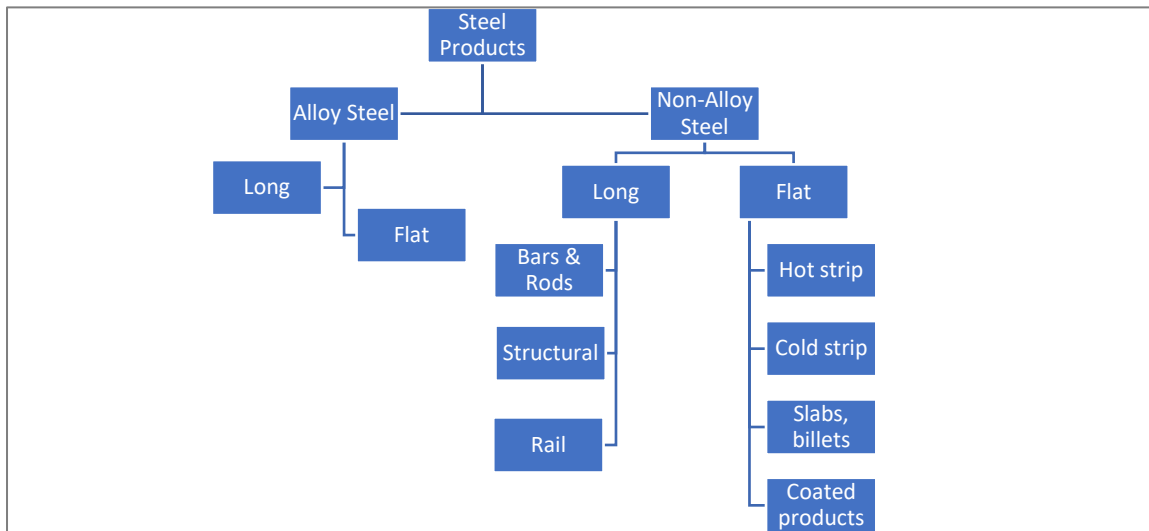 Steel
Products
Alloy Steel
Non-Alloy
Steel
Long
Flat
Long
Flat
Bars &
Rods
Structural
Rail
Hot strip
Cold strip
Slabs,
billets
Coated
products